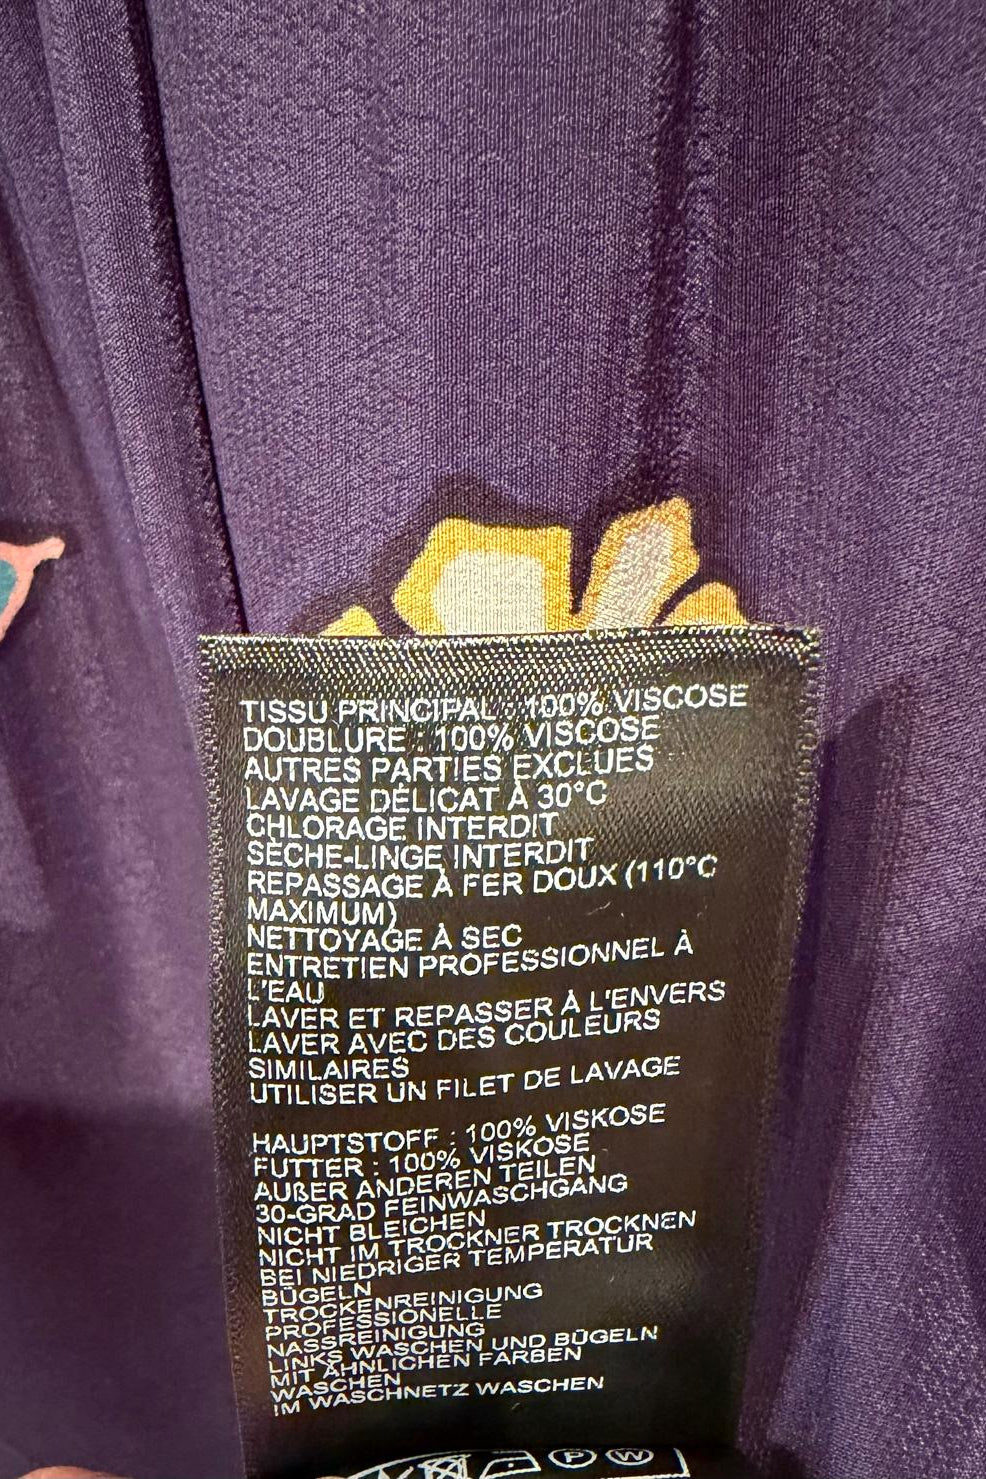 TISSU PRINCIPAL : 100% VISCOSE
DOUBLURE : 100% VISCOSE
AUTRES PARTIES EXCLUES
LAVAGE DÉLICAT À 30°C
CHLORAGE INTERDIT
SÈCHE-LINGE INTERDIT
REPASSAGE À FER DOUX (110°C
MAXIMUM)
NETTOYAGE À SEC
ENTRETIEN PROFESSIONNEL À
L'EAU
LAVER ET REPASSER À L'ENVERS
LAVER AVEC DES COULEURS
SIMILAIRES
UTILISER UN FILET DE LAVAGE
HAUPTSTOFF : 100% VISKOSE
FUTTER : 100% VISKOSE
AUßER ANDEREN TEILEN
30-GRAD FEINWASCHGANG
NICHT BLEICHEN
NICHT IM TROCKNER TROCKNEN
BEI NIEDRIGER TEMPERATUR
BÜGELN
TROCKENREINIGUNG
PROFESSIONELLE
NASSREINIGUNG
LINKS WASCHEN UND BÜGELN
MIT ÄHNLICHEN FARBEN
WASCHEN
IM WASCHNETZ WASCHEN
P W